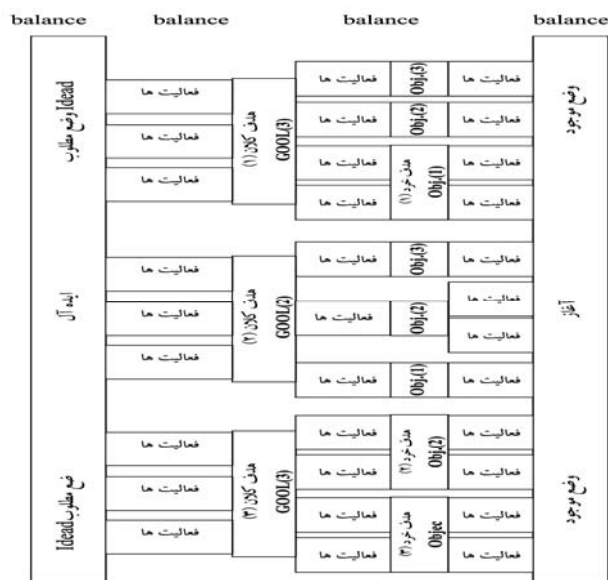 balance balance balance balance
وضع موجود
آغاز
وضع موجود
فعالیت ها
فعالیت ها
فعالیت ها
فعالیت ها
فعالیت ها
فعالیت ها
فعالیت ها
فعالیت ها
فعالیت ها
فعالیت ها
فعالیت ها
فعالیت ها
Obj.(3)
Obj.(2)
هدف خرد (۱)
Obj.(1)
Obj.(3)
Obj.(2)
Obj.(1)
هدف خرد (۲)
Obj.(2)
هدف خرد (۳)
Objec
فعالیت ها
فعالیت ها
فعالیت ها
فعالیت ها
فعالیت ها
فعالیت ها
فعالیت ها
فعالیت ها
فعالیت ها
فعالیت ها
فعالیت ها
هدف کلان (۱)
GOOL(3)
هدف کلان (۲)
GOOL(2)
هدف کلان (۳)
GOOL(3)
فعالیت ها
فعالیت ها
فعالیت ها
فعالیت ها
فعالیت ها
فعالیت ها
فعالیت ها
فعالیت ها
فعالیت ها
وضع مطلوب Idead
ایده آل
ضع مطلوب Idead